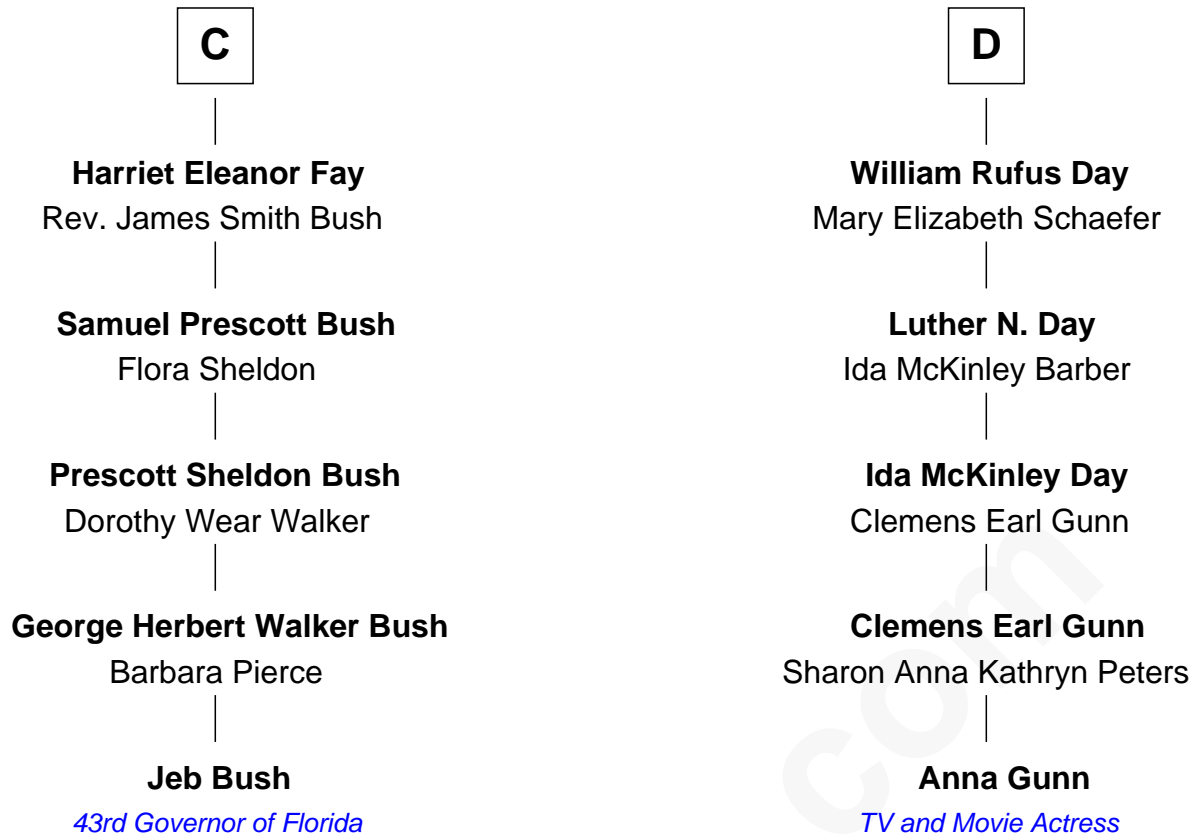 C
Harriet Eleanor Fay
Rev. James Smith Bush
Samuel Prescott Bush
Flora Sheldon
Prescott Sheldon Bush
Dorothy Wear Walker
George Herbert Walker Bush
Barbara Pierce
Jeb Bush
43rd Governor of Florida
D
William Rufus Day
Mary Elizabeth Schaefer
Luther N. Day
Ida McKinley Barber
Ida McKinley Day
Clemens Earl Gunn
Clemens Earl Gunn
Sharon Anna Kathryn Peters
Anna Gunn
TV and Movie Actress
com